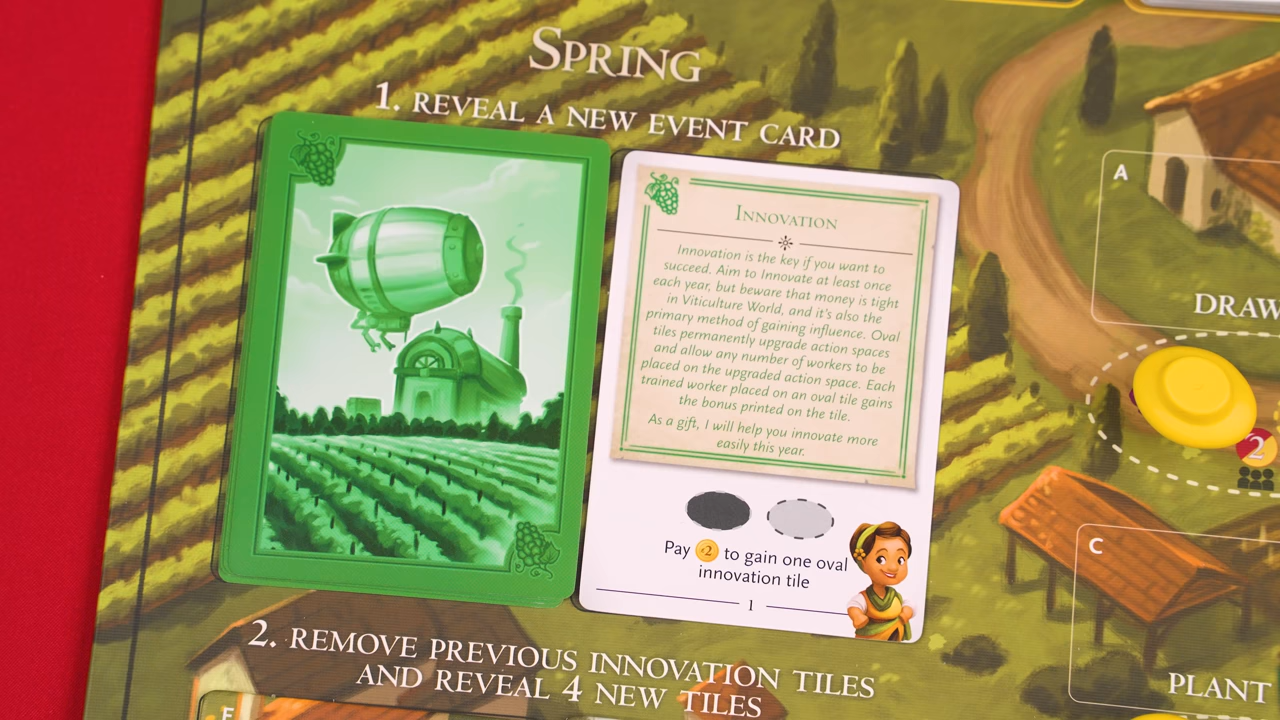 SPRING
1. REVEAL A NEW EVENT CARD
INNOVATION
Innovation is the key if you want to
succeed. Aim to Innovate at least once
each year, but beware that money is tight
in Viticulture World, and it's also the
primary method of gaining influence. Oval
tiles permanently upgrade action spaces
and allow any number of workers to be
placed on the upgraded action space. Each
trained worker placed on an oval tile gains
the bonus printed on the tile.
As a gift, I will help you innovate more
easily this year.
Pay 2 to gain one oval
innovation tile
1
A
DRAW
2
C
PLANT
2. REMOVE PREVIOUS INNOVATION TILES
AND REVEAL 4 NEW TILES